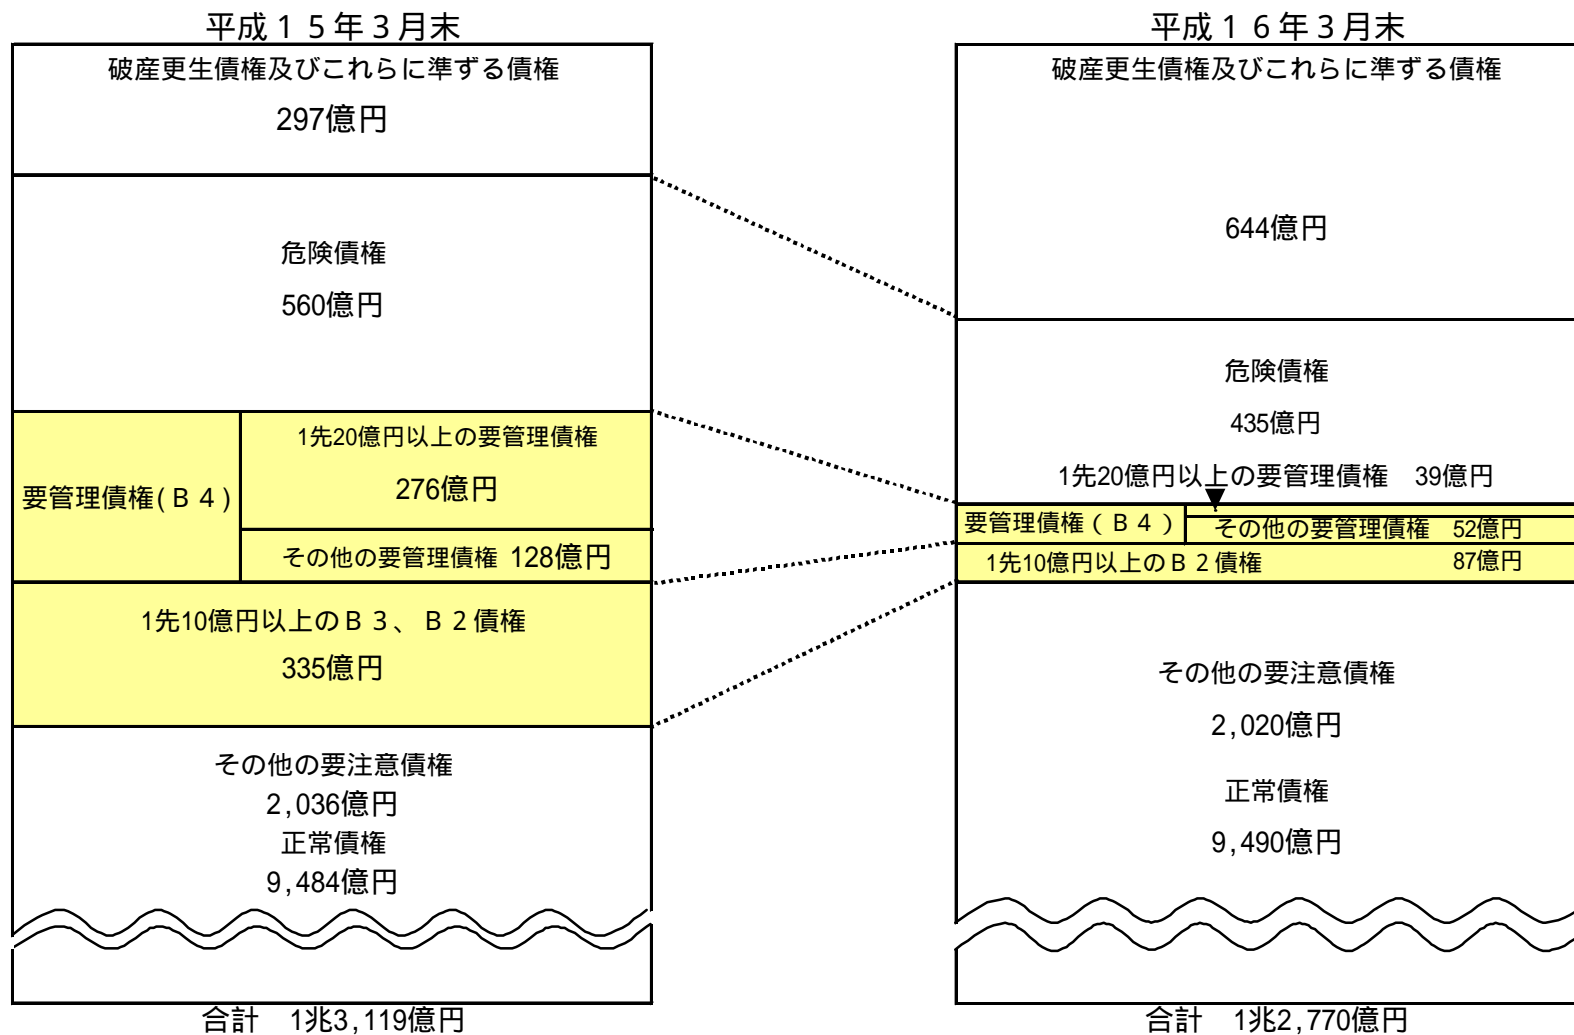 平成１５年３月末
破産更生債権及びこれらに準ずる債権
297億円
危険債権
560億円
要管理債権(Ｂ４)
1先20億円以上の要管理債権
276億円
その他の要管理債権 128億円
1先10億円以上のＢ３、Ｂ２債権
335億円
その他の要注意債権
2,036億円
正常債権
9,484億円
合計　1兆3,119億円
平成１６年３月末
破産更生債権及びこれらに準ずる債権
644億円
危険債権
435億円
1先20億円以上の要管理債権　39億円
要管理債権（Ｂ４）
その他の要管理債権　52億円
1先10億円以上のＢ２債権　87億円
その他の要注意債権
2,020億円
正常債権
9,490億円
合計　1兆2,770億円